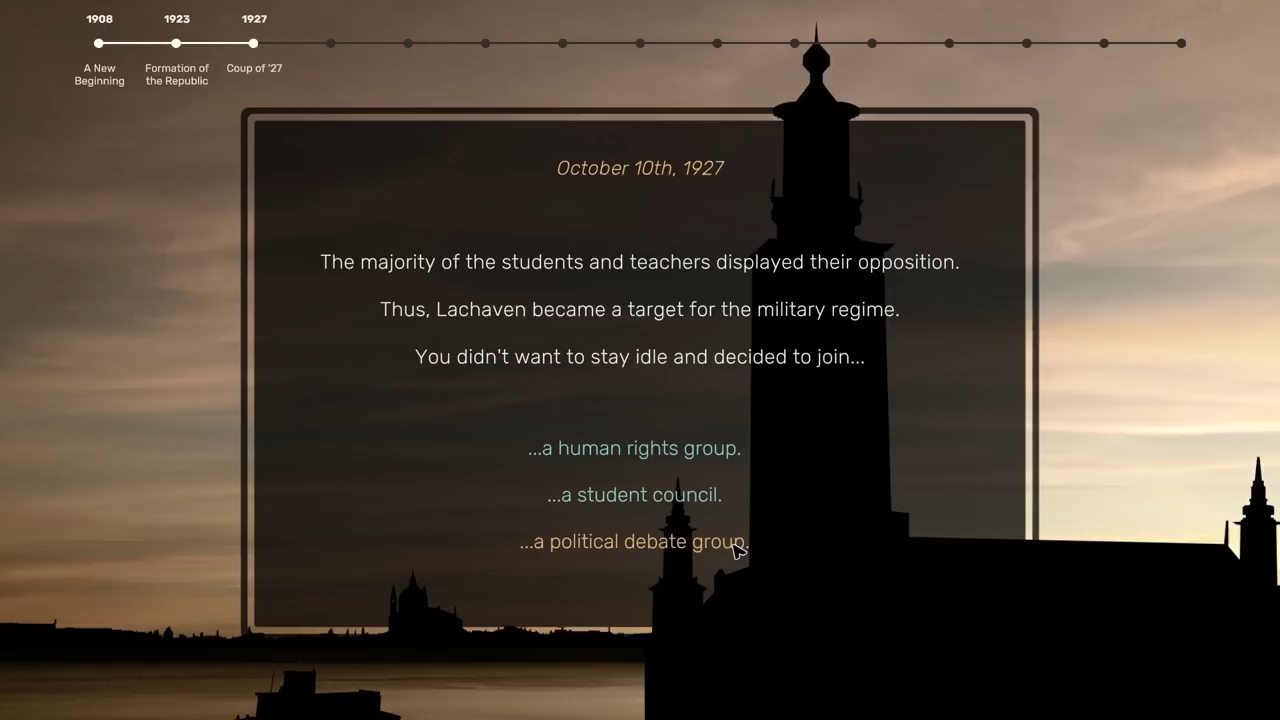 1908
1923
1927
A New
Beginning
Formation of
the Republic
Coup of '27
October 10th, 1927
The majority of the students and teachers displayed their opposition.
Thus, Lachaven became a target for the military regime.
You didn't want to stay idle and decided to join...
...a human rights group.
...a student council.
...a political debate group.